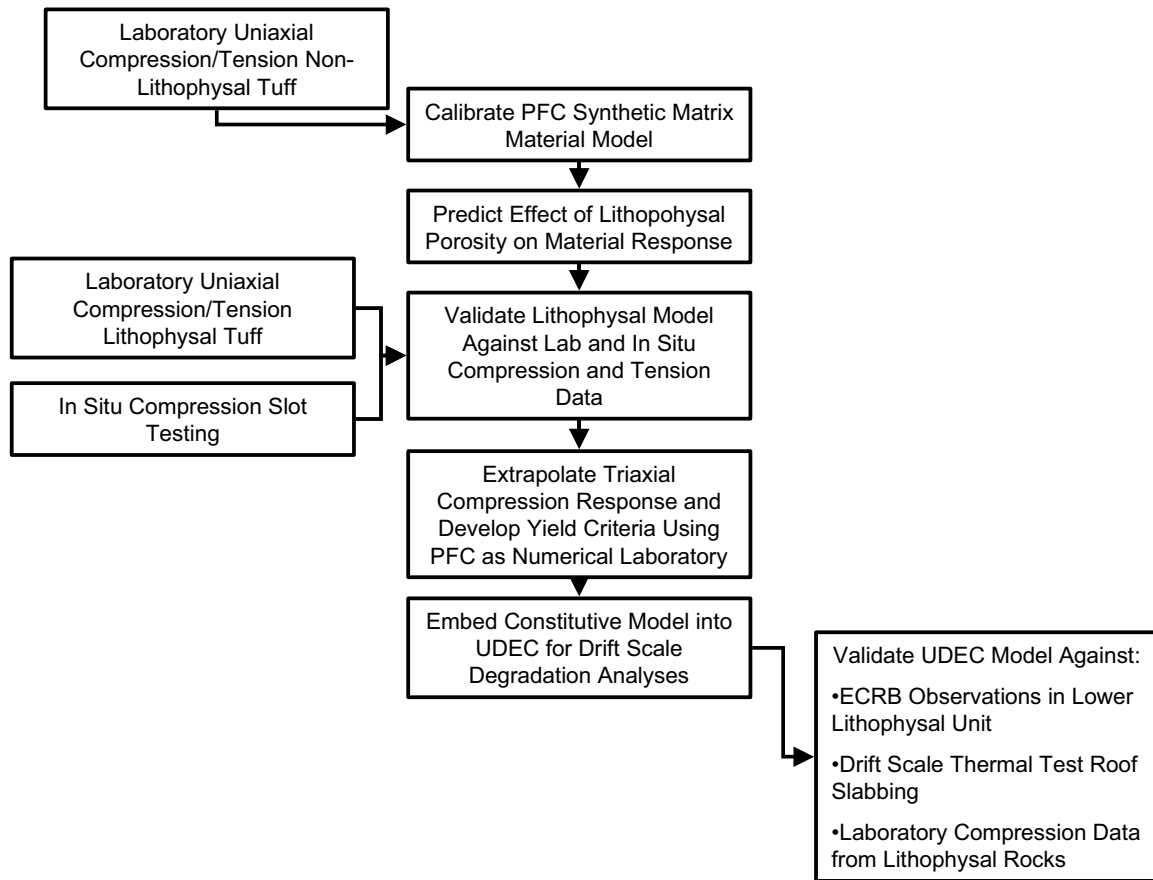 Laboratory Uniaxial
Compression/Tension Non-
Lithophysal Tuff
Calibrate PFC Synthetic Matrix
Material Model
Predict Effect of Lithopohysal
Porosity on Material Response
Laboratory Uniaxial
Compression/Tension
Lithophysal Tuff
In Situ Compression Slot
Testing
Validate Lithophysal Model
Against Lab and In Situ
Compression and Tension
Data
Extrapolate Triaxial
Compression Response and
Develop Yield Criteria Using
PFC as Numerical Laboratory
Embed Constitutive Model into
UDEC for Drift Scale
Degradation Analyses
Validate UDEC Model Against:
•ECRB Observations in Lower
Lithophysal Unit
•Drift Scale Thermal Test Roof
Slabbing
•Laboratory Compression Data
from Lithophysal Rocks